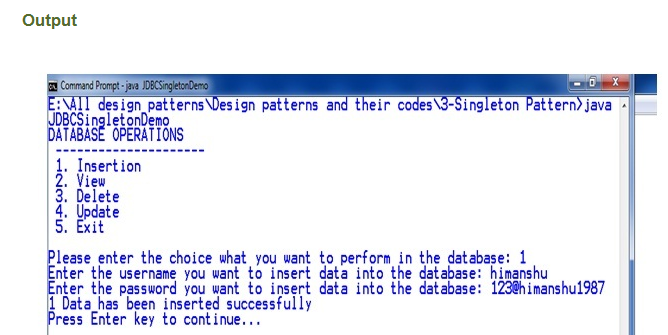 Output
Command Prompt - java JDBCSingletonDemo
E:\All design patterns\Design patterns and their codes\3-Singleton Pattern>java
JDBCSingletonDemo
DATABASE OPERATIONS
--------------------
1. Insertion
2. View
3. Delete
4. Update
5. Exit
Please enter the choice what you want to perform in the database: 1
Enter the username you want to insert data into the database: himanshu
Enter the password you want to insert data into the database: 123@himanshu1987
1 Data has been inserted successfully
Press Enter key to continue...